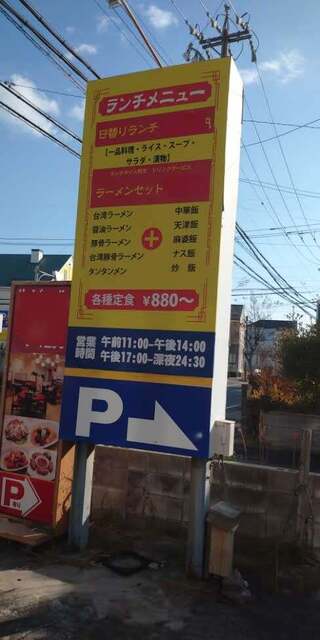 ランチメニュー
日替りランチ
【一品料理・ライス・スープ・
サラダ・漬物】
ラーメンセット
台湾ラーメン 中華飯
醤油ラーメン 天津飯
豚骨ラーメン 麻婆飯
台湾豚骨ラーメン ナス飯
タンタンメン 炒 飯
+
各種定食 ¥880〜
営業時間 午前11:00-午後14:00
午後17:00-深夜24:30
P
P